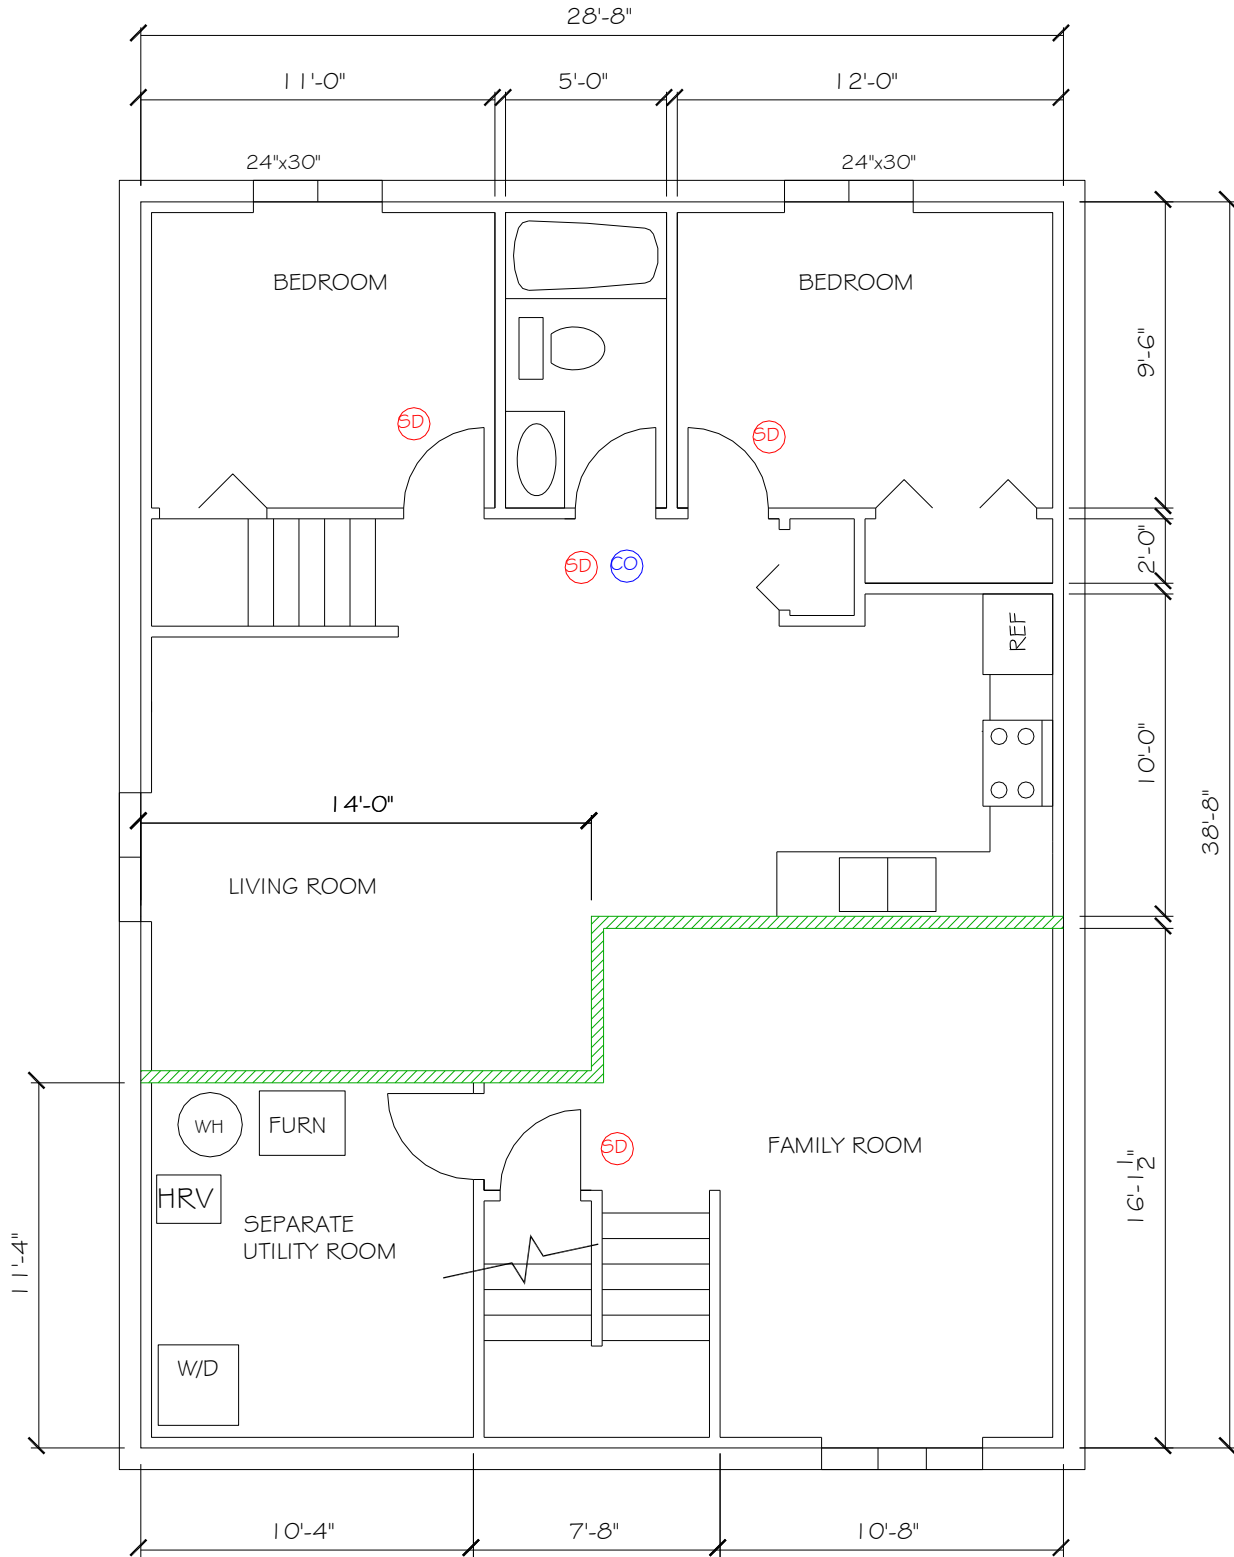 28'-8"
11'-0"
5'-0"
12'-0"
24"x30"
24"x30"
BEDROOM
BEDROOM
9'-6"
SD
SD
2'-0"
SD
CO
REF
10'-0"
14'-0"
38'-8"
LIVING ROOM
WH
FURN
SD
FAMILY ROOM
16'-1 1/2"
HRV
SEPARATE
UTILITY ROOM
11'-4"
W/D
10'-4"
7'-8"
10'-8"